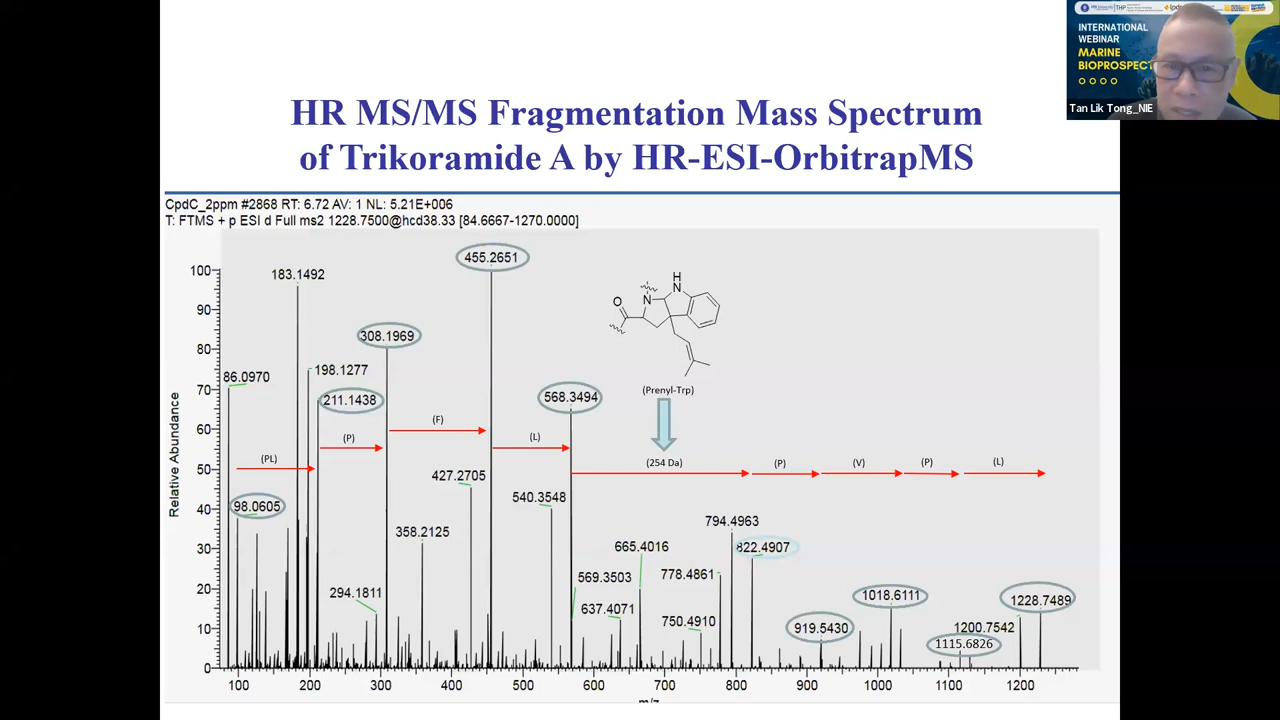 INTERNATIONAL
WEBINAR
MARINE
BIOPROSPECT
Tan Lik Tong_NIE
HR MS/MS Fragmentation Mass Spectrum
of Trikoramide A by HR-ESI-OrbitrapMS
CpdC_2ppm #2868 RT: 6.72 AV: 1 NL: 5.21E+006
T: FTMS + p ESI d Full ms2 1228.7500@hcd38.33 [84.6667-1270.0000]
Relative Abundance
100
90
80
70
60
50
40
30
20
10
0
455.2651
183.1492
308.1969
198.1277
86.0970
211.1438
568.3494
H
N
N
O
(Prenyl-Trp)
(F)
(P)
(L)
(PL)
(254 Da)
(P)
(V)
(P)
(L)
427.2705
540.3548
98.0605
358.2125
794.4963
665.4016
822.4907
778.4861
569.3503
294.1811
637.4071
750.4910
1018.6111
1228.7489
919.5430
1200.7542
1115.6826
100 200 300 400 500 600 700 800 900 1000 1100 1200
m/z